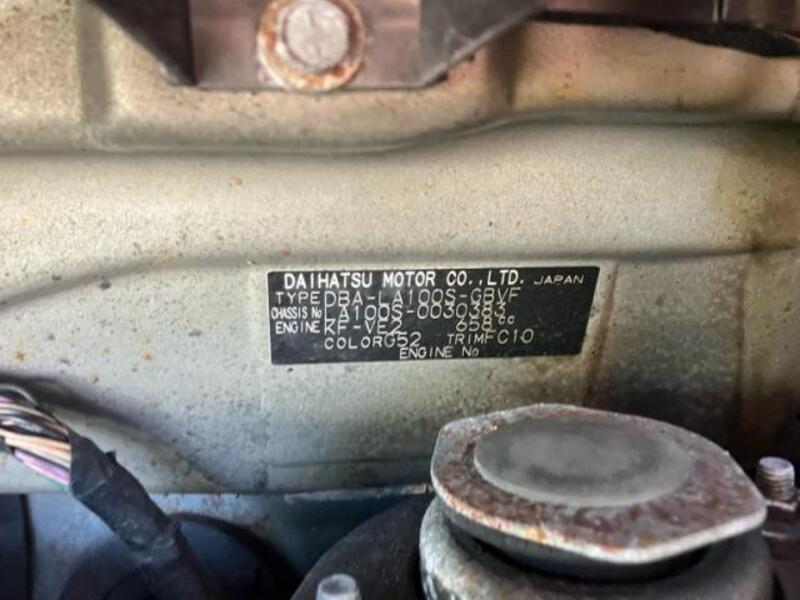 DAIHATSU MOTOR CO.,LTD. JAPAN
TYPE DBA-LA100S-GBVF
CHASSIS No LA100S-0030383
ENGINE KF-VE2 658cc
COLOR G52 TRIM FC10
ENGINE No